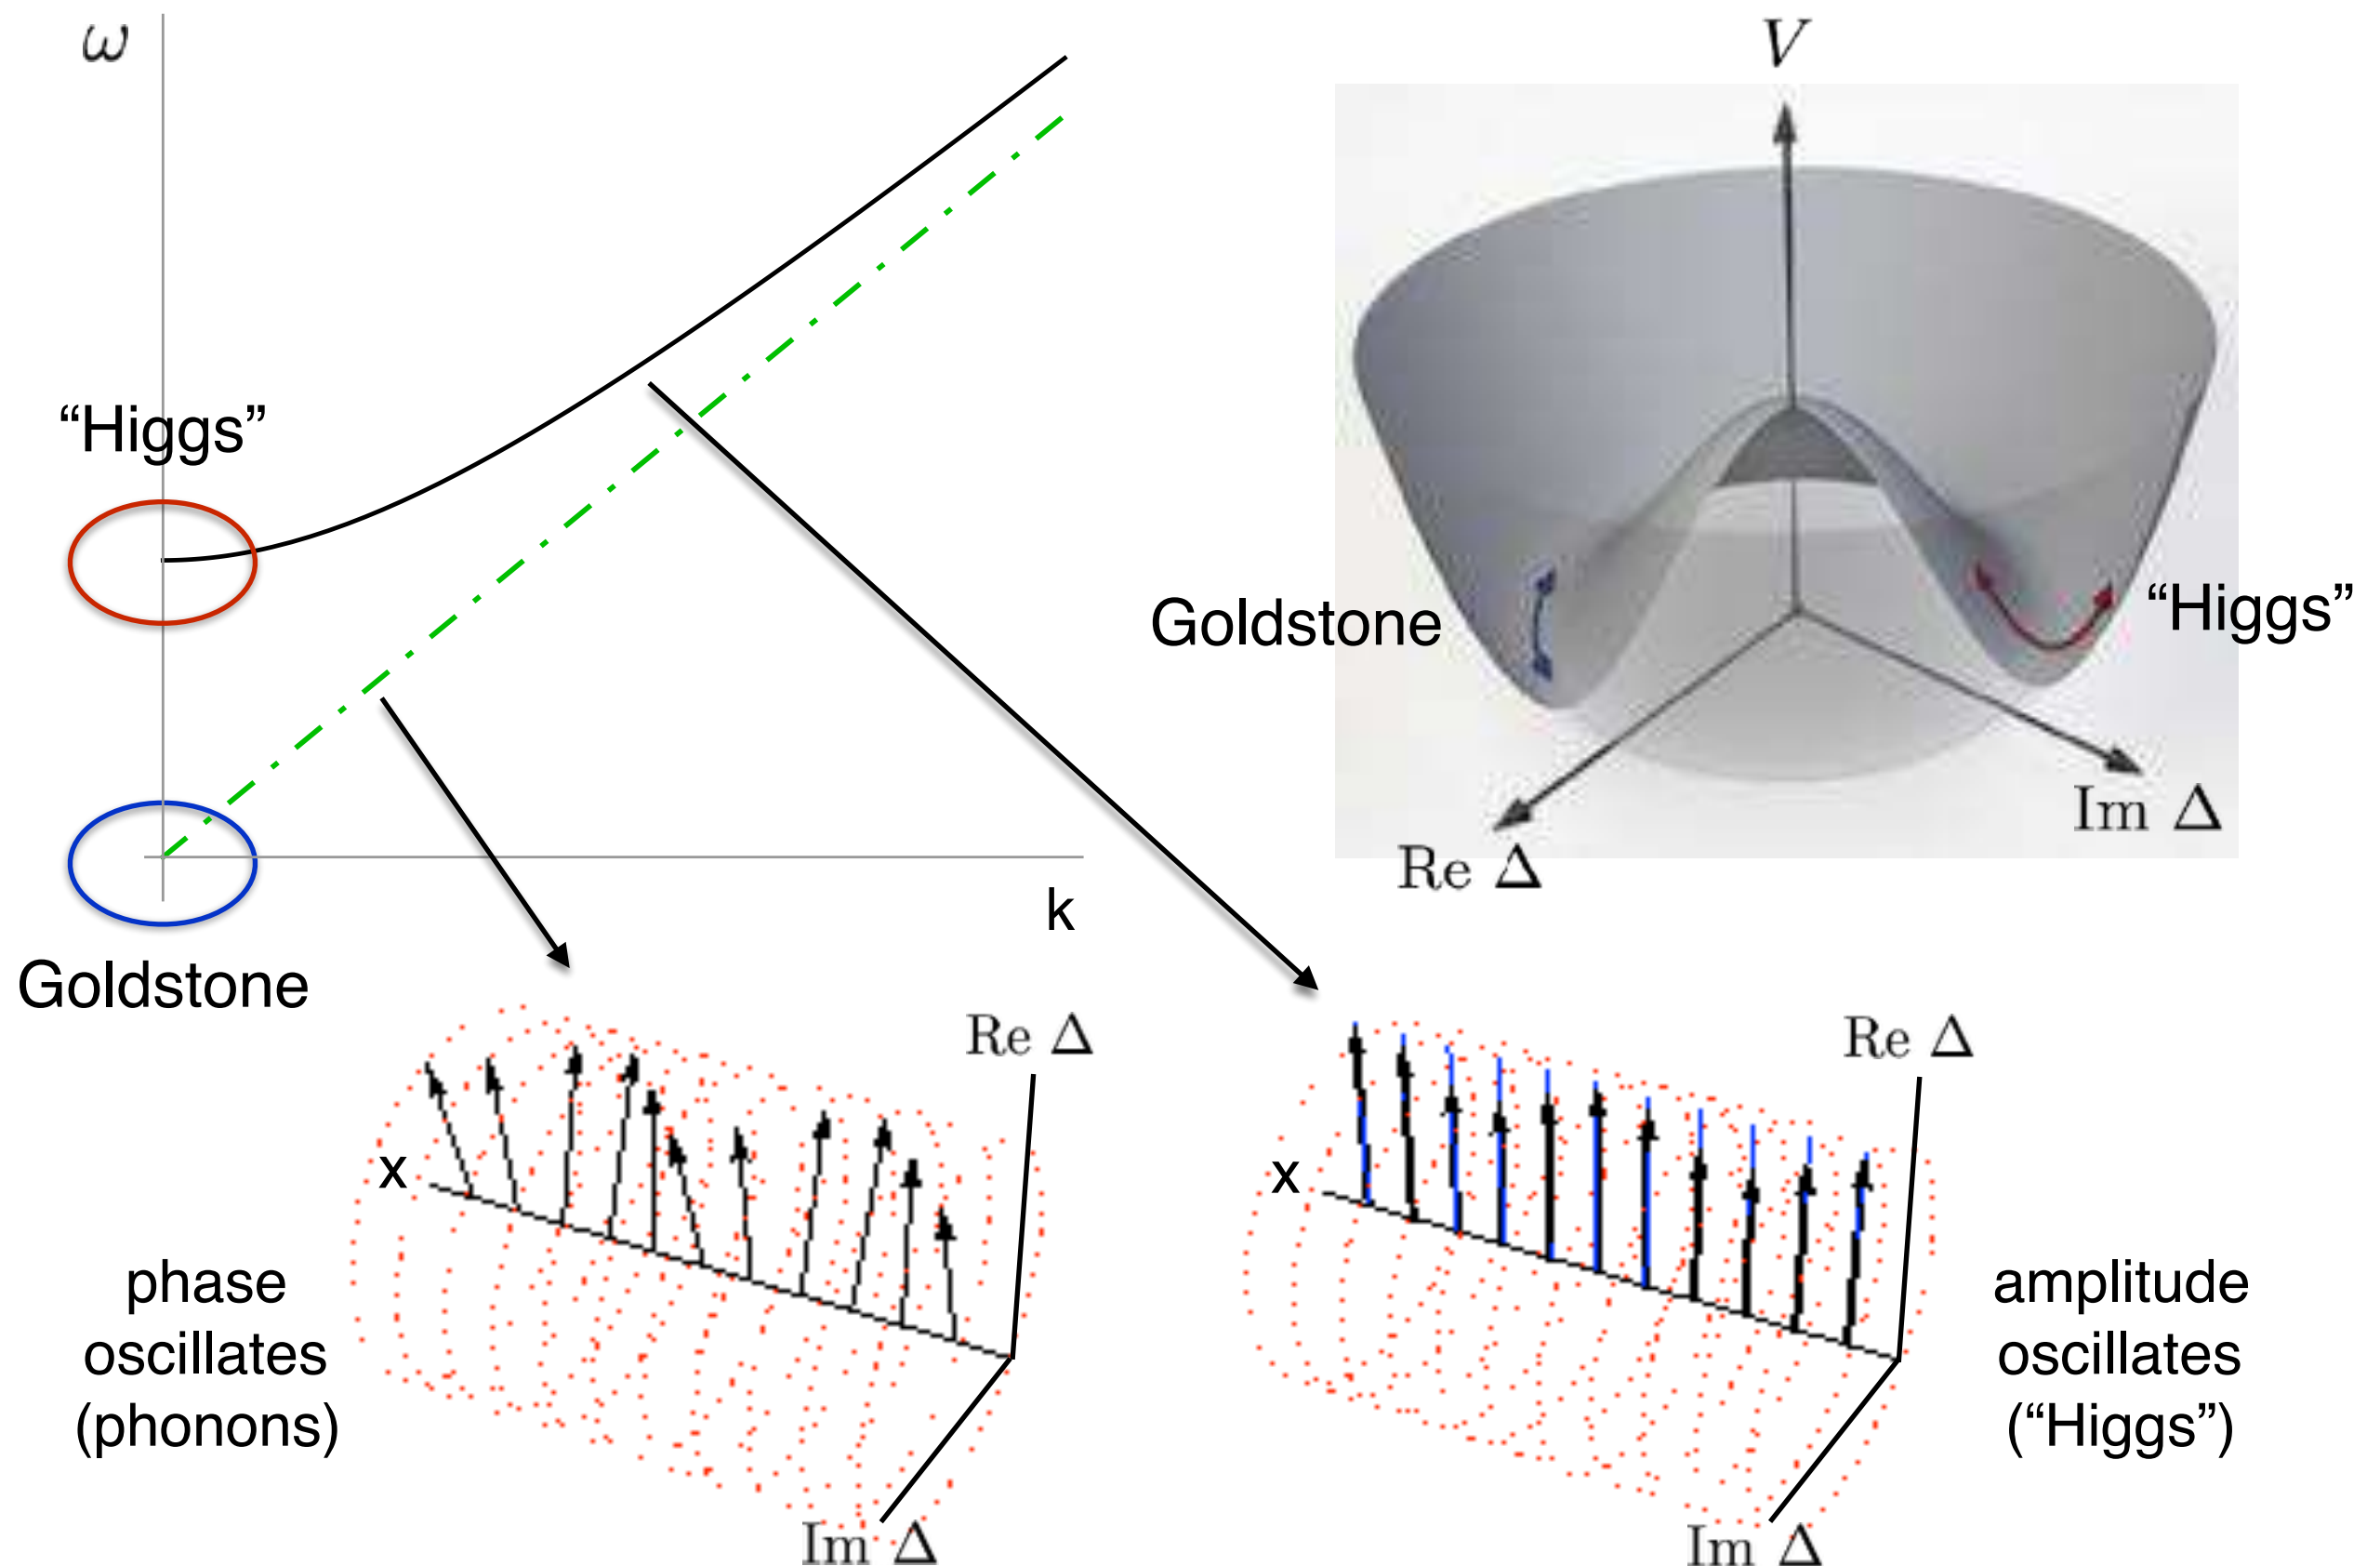 ω
V
“Higgs”
Goldstone
“Higgs”
Im Δ
Re Δ
k
Goldstone
Re Δ
Re Δ
x
x
phase
oscillates
(phonons)
amplitude
oscillates
(“Higgs”)
Im Δ
Im Δ